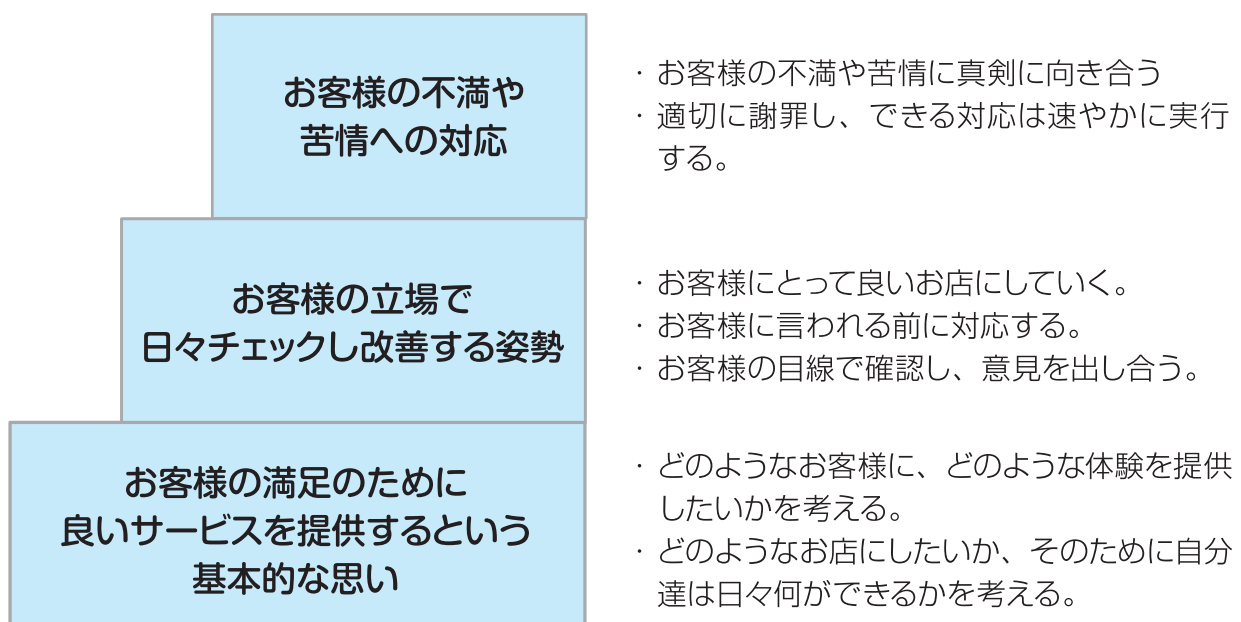 お客様の不満や
苦情への対応
・お客様の不満や苦情に真剣に向き合う
・適切に謝罪し、できる対応は速やかに実行
する。
お客様の立場で
日々チェックし改善する姿勢
・お客様にとって良いお店にしていく。
・お客様に言われる前に対応する。
・お客様の目線で確認し、意見を出し合う。
お客様の満足のために
良いサービスを提供するという
基本的な思い
・どのようなお客様に、どのような体験を提供
したいかを考える。
・どのようなお店にしたいか、そのために自分
達は日々何ができるかを考える。